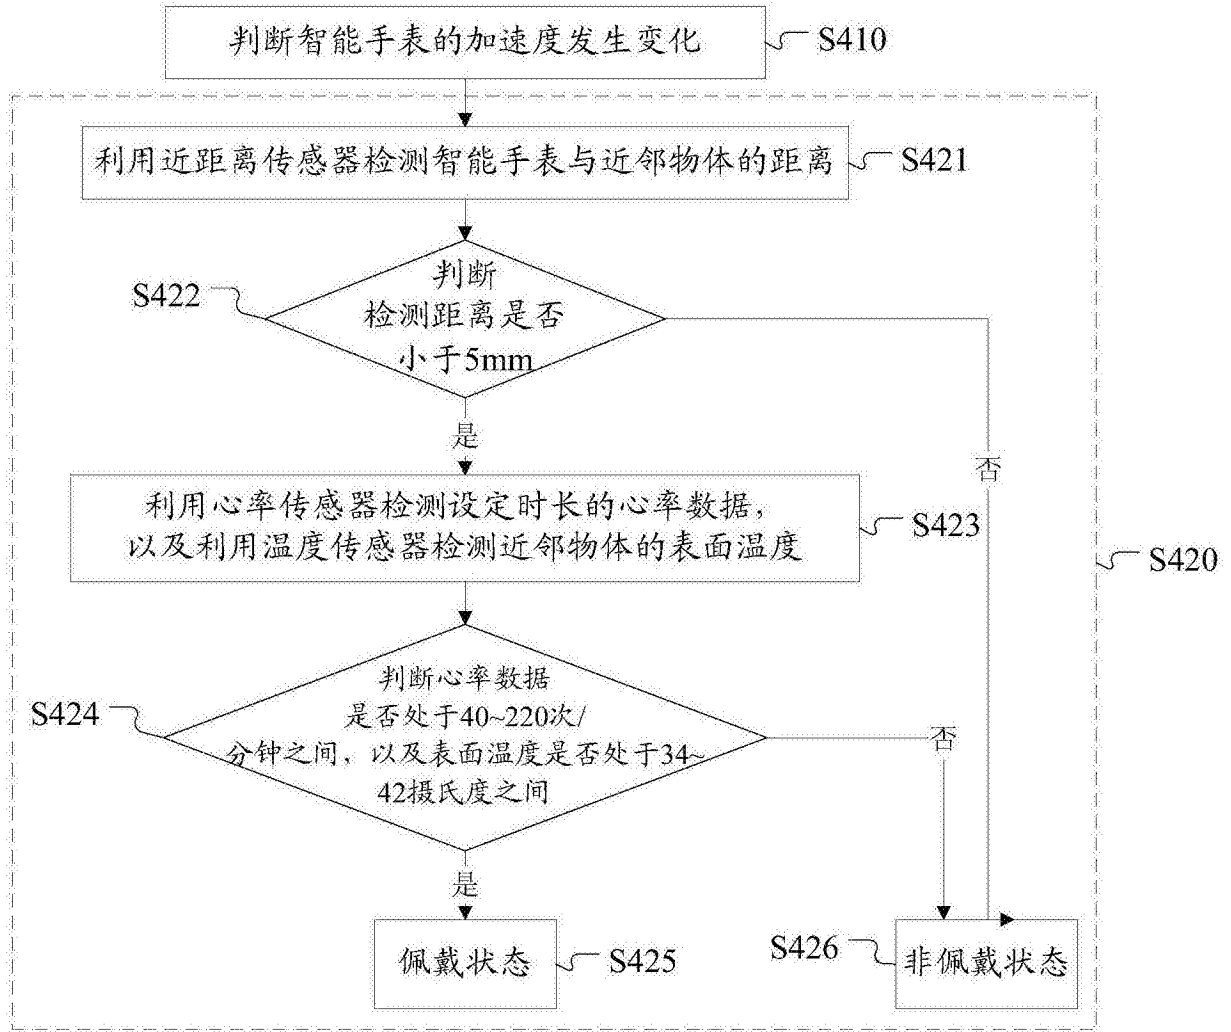 判断智能手表的加速度发生变化
S410
利用近距离传感器检测智能手表与近邻物体的距离
S421
S422
判断
检测距离是否
小于5mm
是
否
利用心率传感器检测设定时长的心率数据，
以及利用温度传感器检测近邻物体的表面温度
S423
S420
S424
判断心率数据
是否处于40~220次/
分钟之间，以及表面温度是否处于34~
42摄氏度之间
否
是
佩戴状态
S425
S426
非佩戴状态